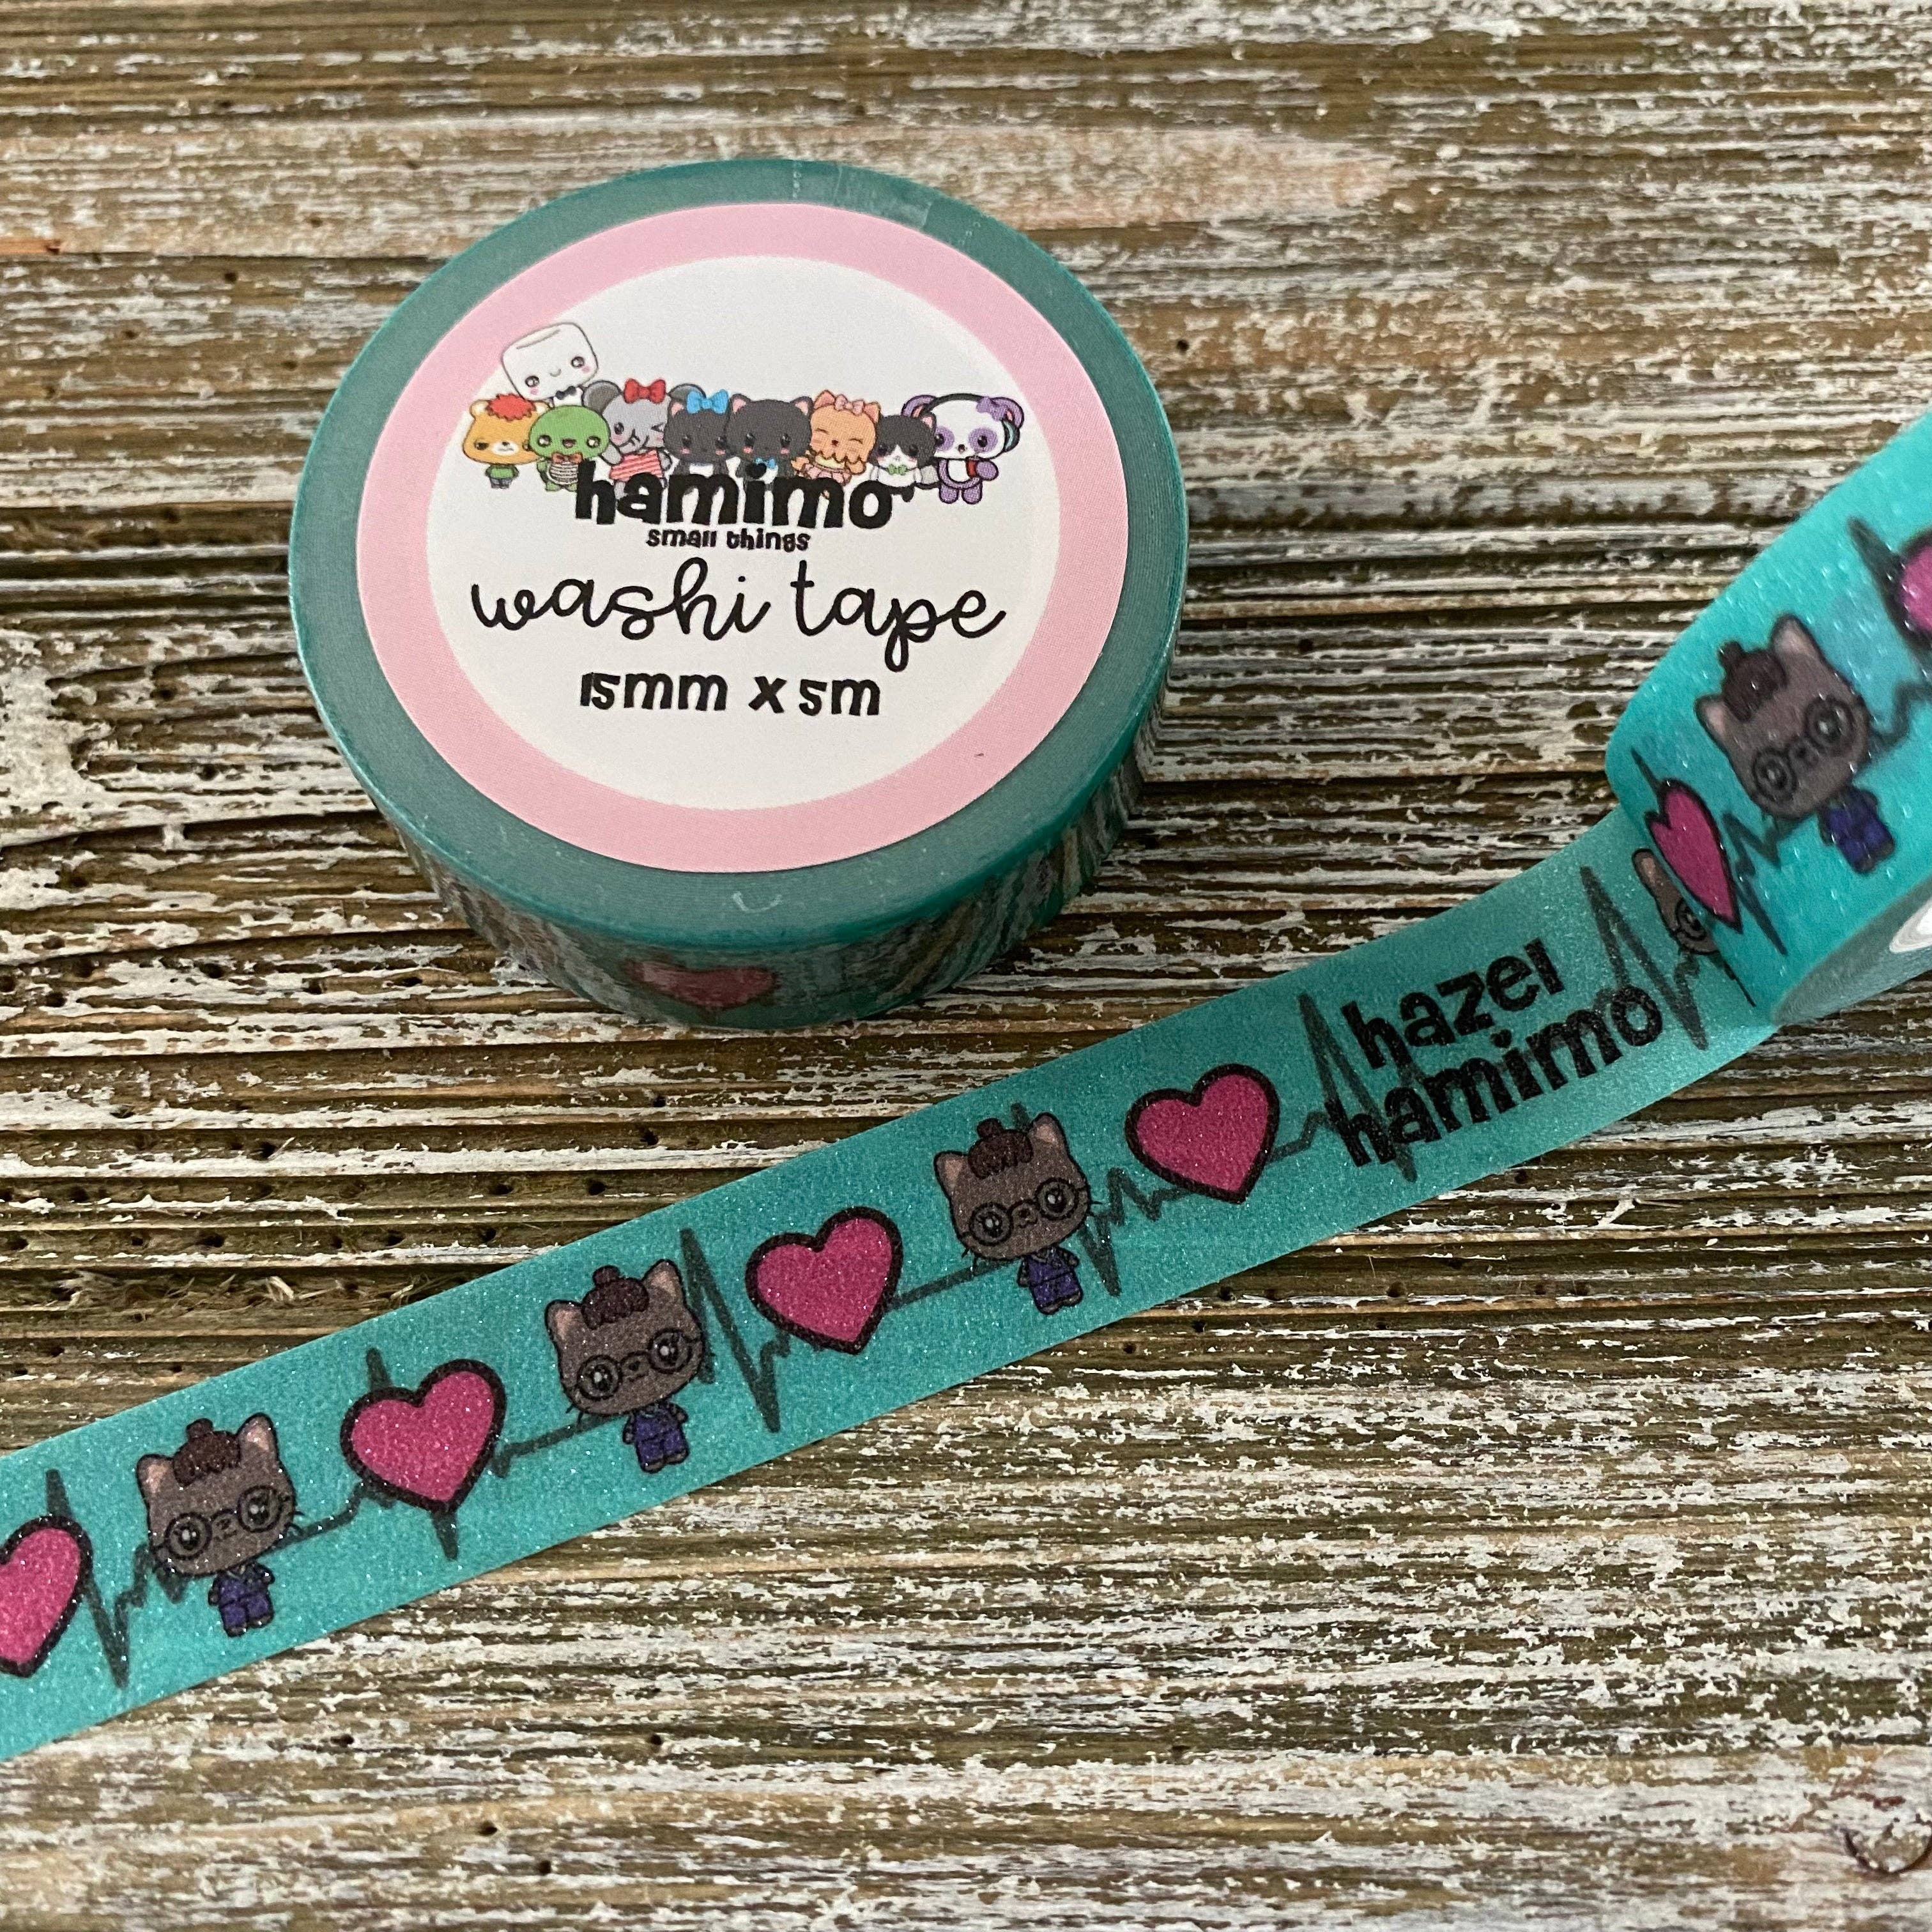 hamimo
small things
washi tape
15mm x 5m
hazel
hamimo